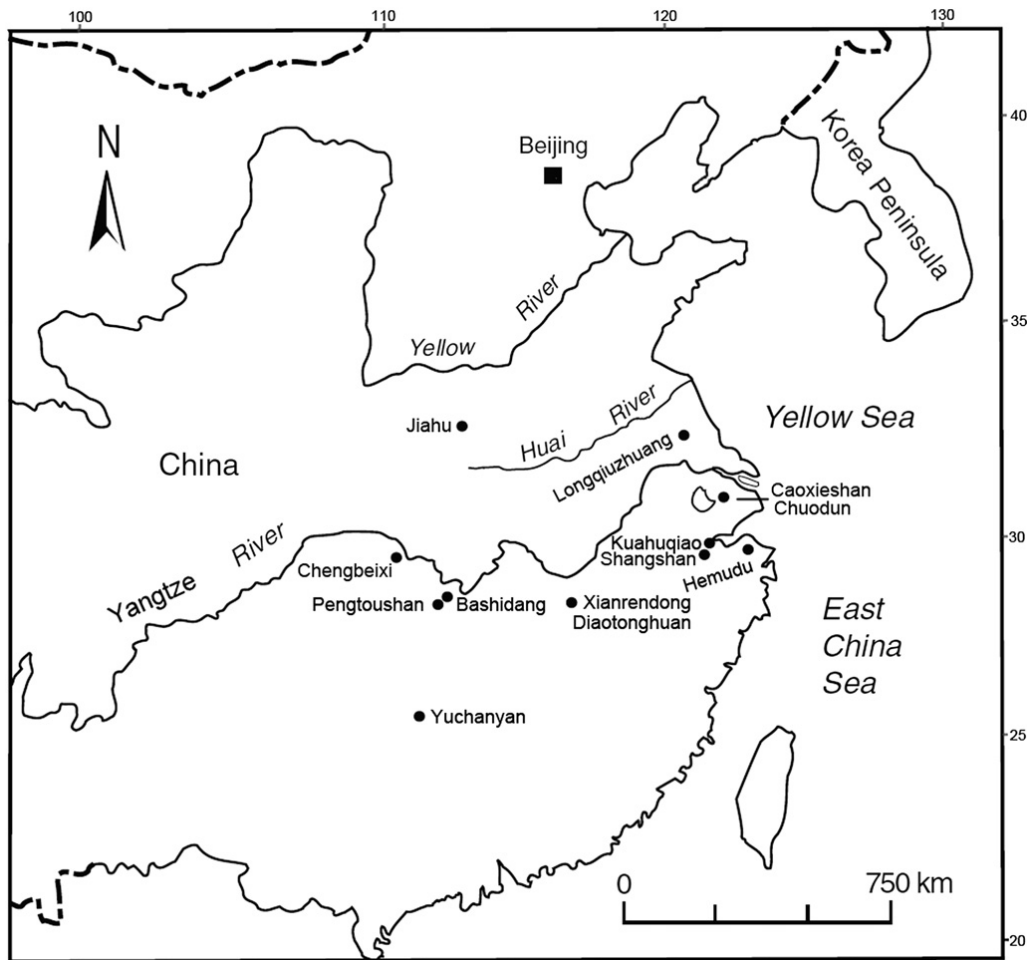 100
110
120
130
40
N
Beijing
Korea Peninsula
35
Yellow
River
Jiahu
Huai
River
Yellow Sea
China
Longqiuzhuang
Caoxieshan
Chuodun
30
Yangtze
River
Chengbeixi
Kuahuqiao
Shangshan
Hemudu
Pengtoushan
Bashidang
Xianrendong
Diaotonghuan
East
China
Sea
Yuchanyan
25
0
750 km
20